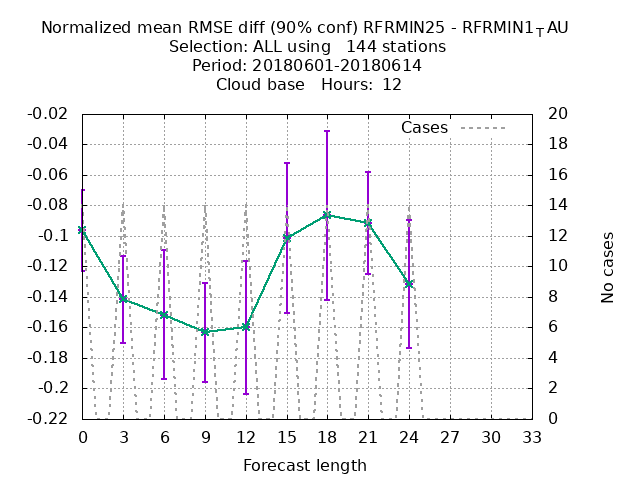 Normalized mean RMSE diff (90% conf) RFRMIN25 - RFRMIN1_TAU
Selection: ALL using   144 stations
Period: 20180601-20180614
Cloud base   Hours: 12
Cases
-0.02
-0.04
-0.06
-0.08
-0.1
-0.12
-0.14
-0.16
-0.18
-0.2
-0.22
20
18
16
14
12
10
8
6
4
2
0
No cases
0 3 6 9 12 15 18 21 24 27 30 33
Forecast length